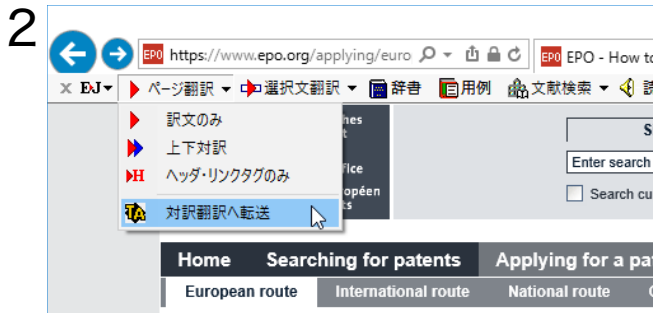 2
EPO https://www.epo.org/applying/euro EPO EPO - How to
× EJ▼ ページ翻訳 ▼ 選択文翻訳 ▼ 辞書 用例 文献検索 ▼
訳文のみ
上下対訳
H ヘッダ・リンクタグのみ
TA 対訳翻訳へ転送
Enter search
Search cu
Home Searching for patents Applying for a pa
European route International route National route